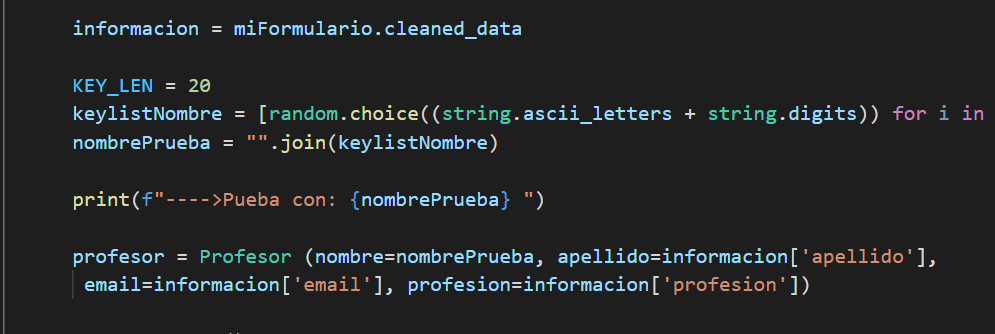 informacion = miFormulario.cleaned_data
KEY_LEN = 20
keylistNombre = [random.choice((string.ascii_letters + string.digits)) for i in
nombrePrueba = "".join(keylistNombre)
print(f"---->Pueba con: {nombrePrueba} ")
profesor = Profesor (nombre=nombrePrueba, apellido=informacion['apellido'],
email=informacion['email'], profesion=informacion['profesion'])